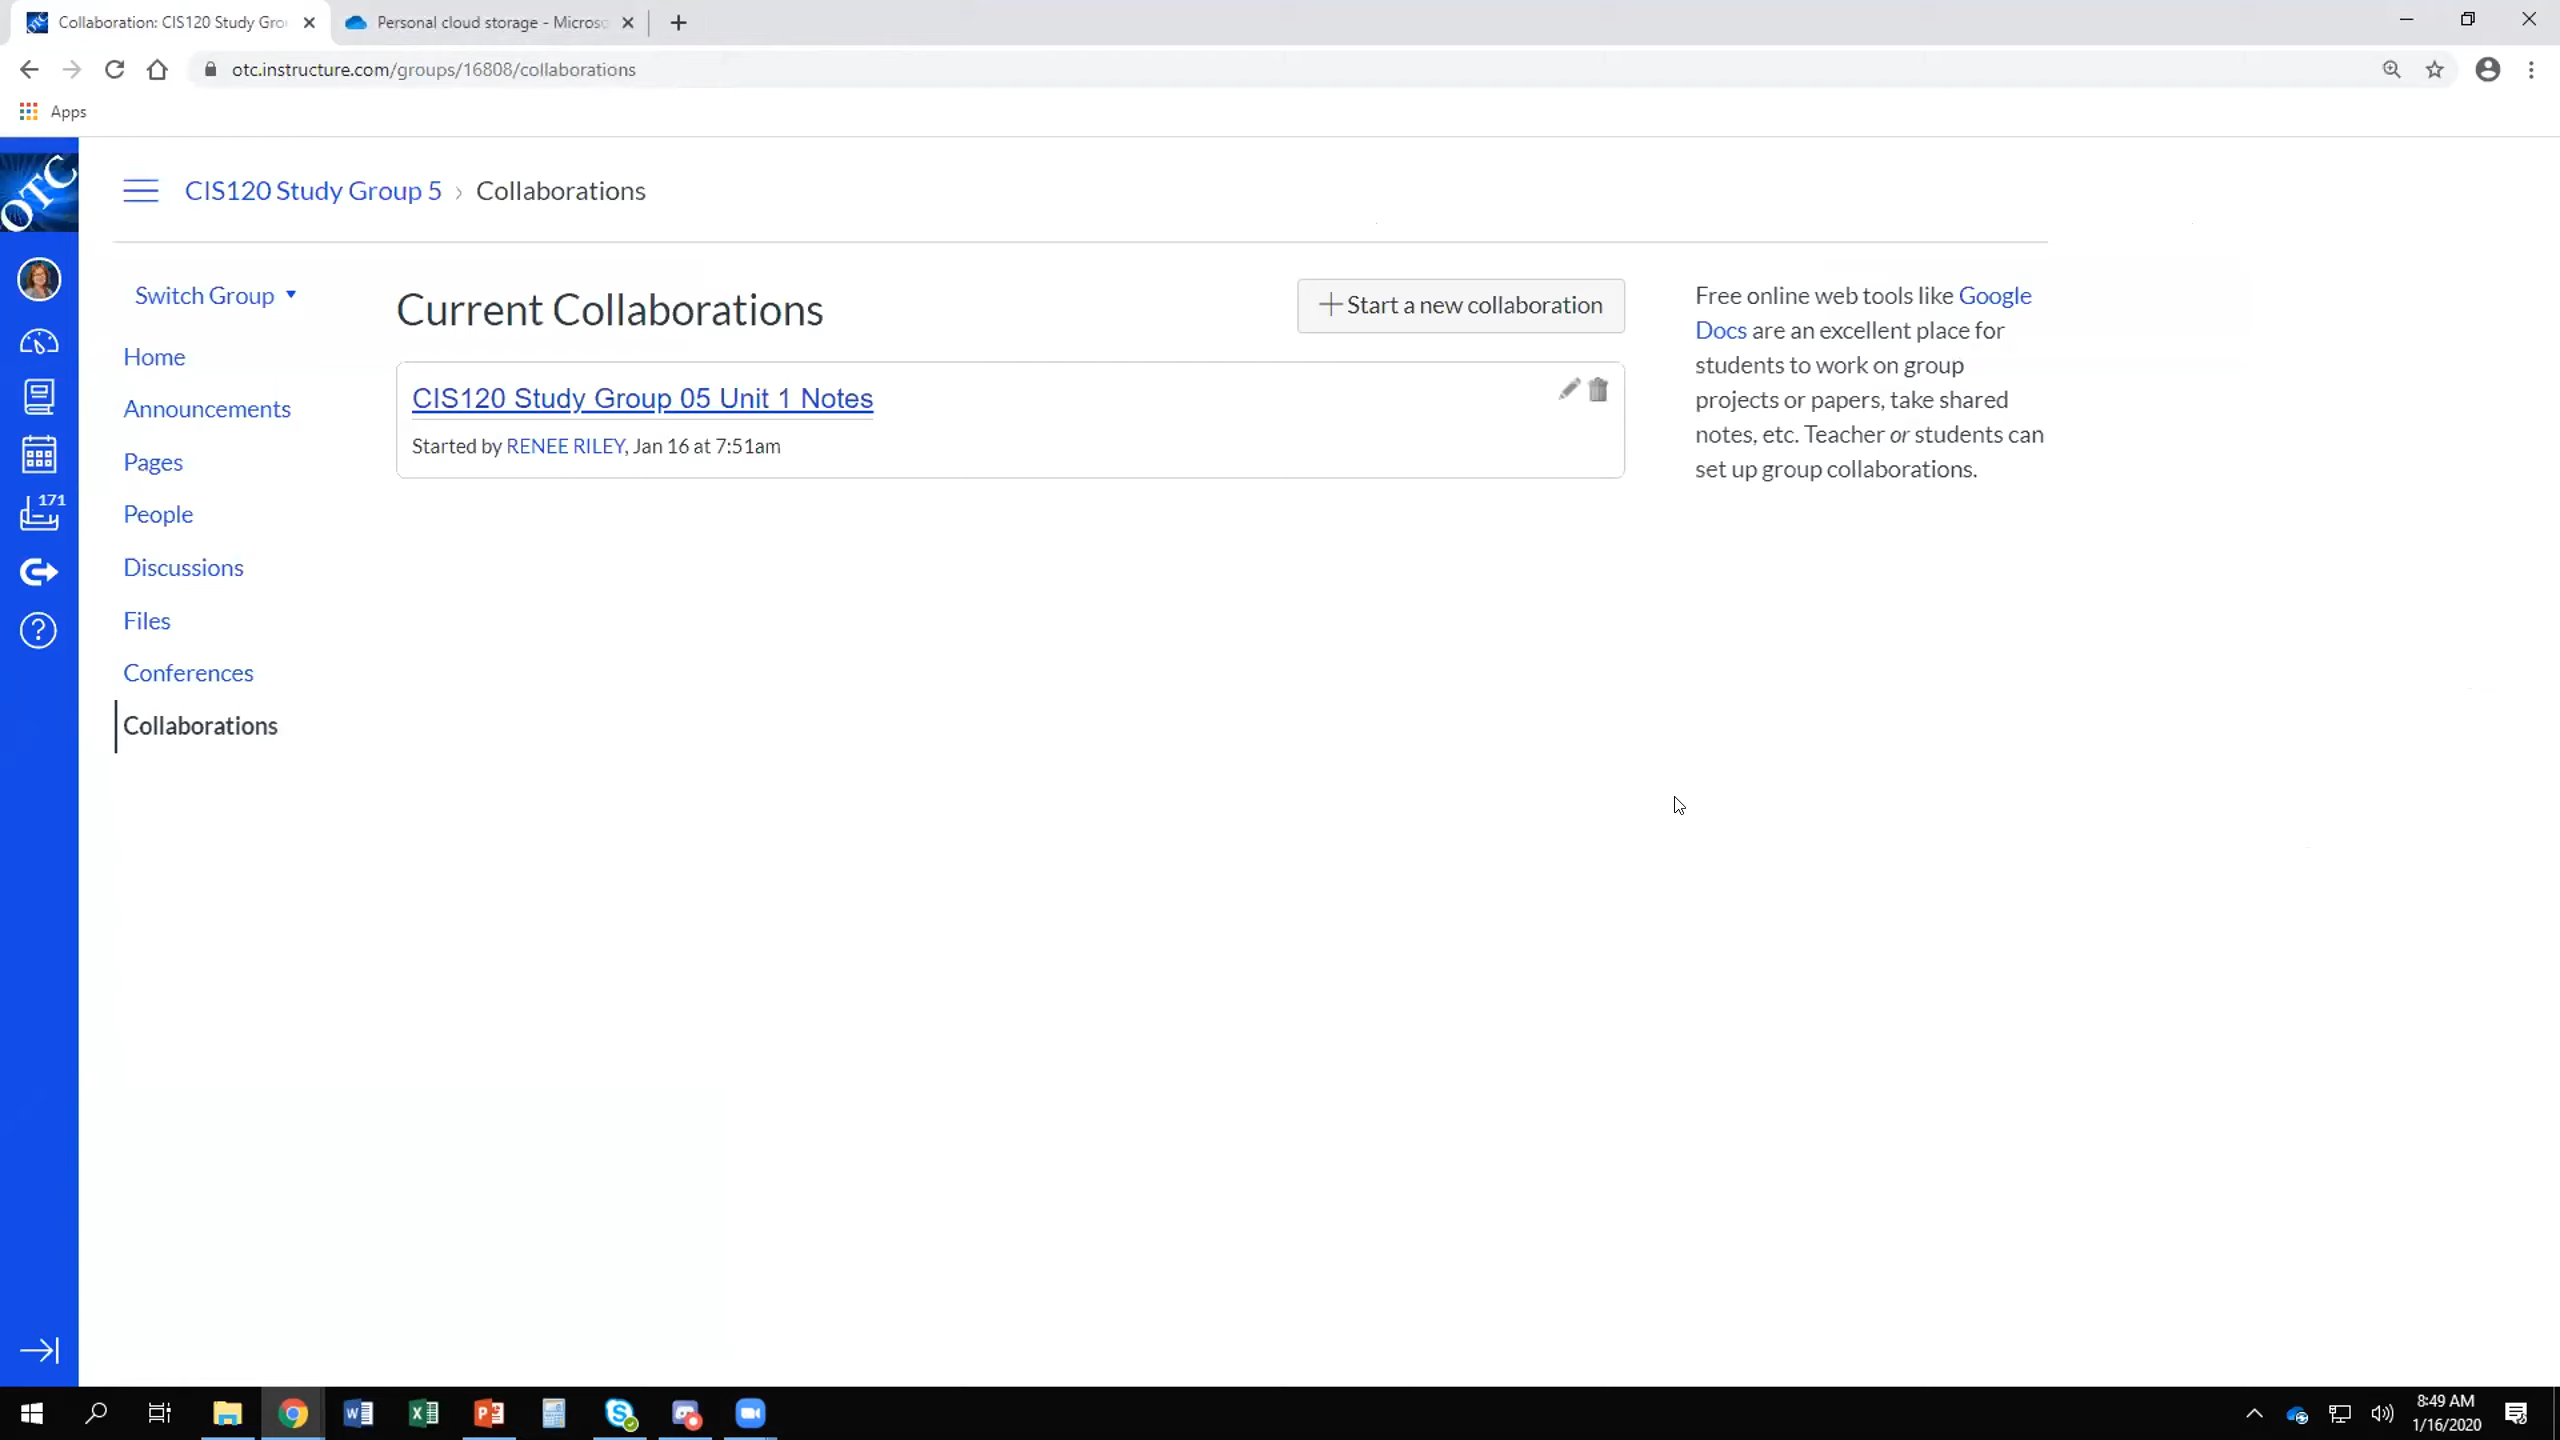 Collaboration: CIS120 Study Gro
Personal cloud storage - Micros
otc.instructure.com/groups/16808/collaborations
Apps
OTC
CIS120 Study Group 5 › Collaborations
Switch Group
Current Collaborations
+ Start a new collaboration
Free online web tools like Google
Docs are an excellent place for
students to work on group
projects or papers, take shared
notes, etc. Teacher or students can
set up group collaborations.
CIS120 Study Group 05 Unit 1 Notes
Started by RENEE RILEY, Jan 16 at 7:51am
Home
Announcements
Pages
171
People
Discussions
Files
Conferences
Collaborations
8:49 AM
1/16/2020